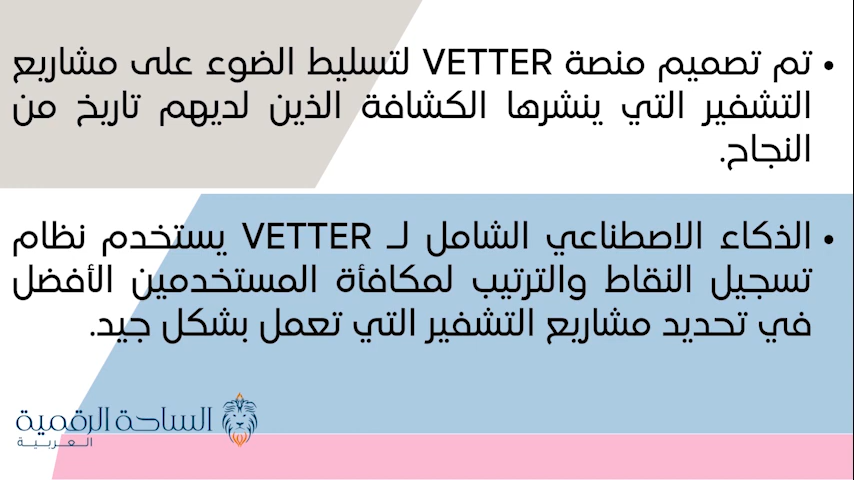 • تم تصميم منصة VETTER لتسليط الضوء على مشاريع
التشفير التي ينشرها الكشافة الذين لديهم تاريخ من
النجاح.
• الذكاء الاصطناعي الشامل لـ VETTER يستخدم نظام
تسجيل النقاط والترتيب لمكافأة المستخدمين الأفضل
في تحديد مشاريع التشفير التي تعمل بشكل جيد.
الساحة الرقمية
العربية